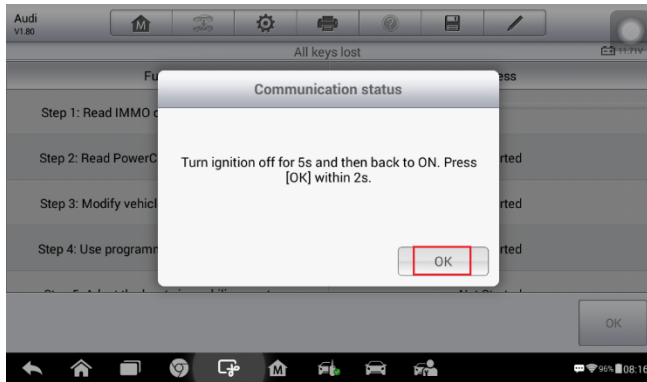 Audi
V1.80
All keys lost
11.71V
Communication status
Step 1: Read IMMO
Step 2: Read PowerC
Turn ignition off for 5s and then back to ON. Press
[OK] within 2s.
rted
Step 3: Modify vehicl
rted
Step 4: Use programm
rted
OK
OK
96% 08:16